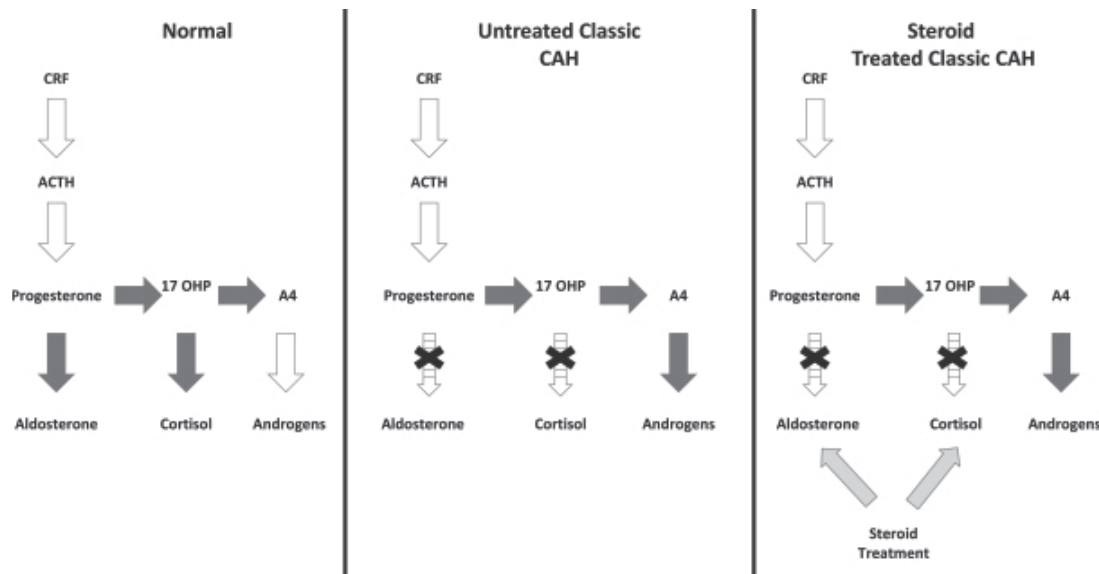 Normal
CRF
ACTH
Progesterone
17 OHP
A4
Aldosterone
Cortisol
Androgens
Untreated Classic
CAH
CRF
ACTH
Progesterone
17 OHP
A4
Aldosterone
Cortisol
Androgens
Steroid
Treated Classic CAH
CRF
ACTH
Progesterone
17 OHP
A4
Aldosterone
Cortisol
Androgens
Steroid
Treatment